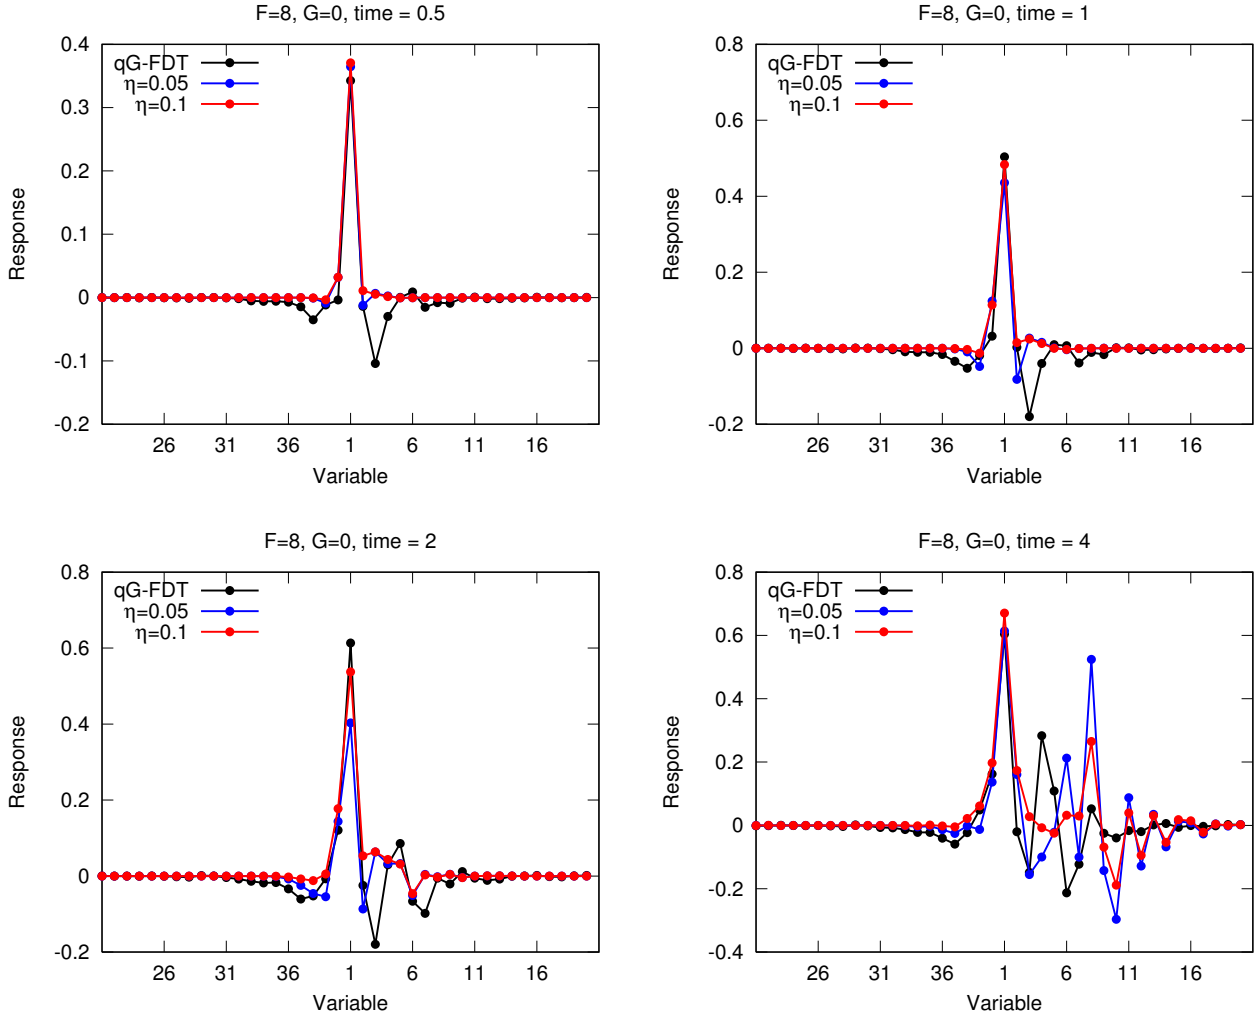 F=8, G=0, time = 0.5
qG-FDT
η=0.05
η=0.1
0.4
0.3
0.2
0.1
0
-0.1
-0.2
Response
26 31 36 1 6 11 16
Variable
F=8, G=0, time = 1
qG-FDT
η=0.05
η=0.1
0.8
0.6
0.4
0.2
0
-0.2
Response
26 31 36 1 6 11 16
Variable
F=8, G=0, time = 2
qG-FDT
η=0.05
η=0.1
0.8
0.6
0.4
0.2
0
-0.2
Response
26 31 36 1 6 11 16
Variable
F=8, G=0, time = 4
qG-FDT
η=0.05
η=0.1
0.8
0.6
0.4
0.2
0
-0.2
-0.4
Response
26 31 36 1 6 11 16
Variable